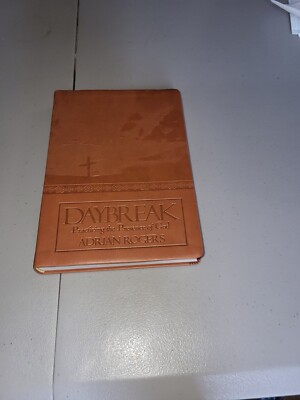 DAYBREAK
Practicing the Presence of God
ADRIAN ROGERS